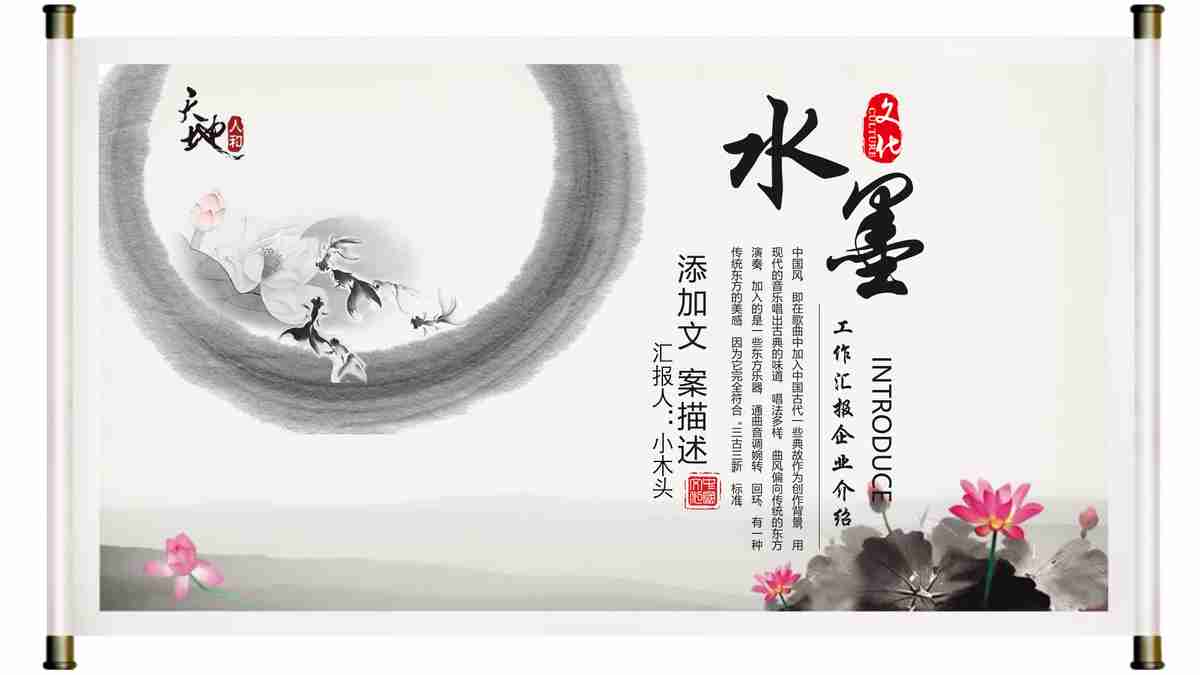 天地
人和
文化
CULTURE
水墨
INTRODUCE
工作汇报企业介绍
中国风，即在歌曲中加入中国古代一些典故作为创作背景，用
现代的音乐唱出古典的味道，唱法多样，曲风偏向传统的东方
演奏，加入的是一些东方乐器，通曲音调婉转，回环，有一种
传统东方的美感，因为它完全符合“三古三新”标准。
添加文 案描述
汇报人：小木头